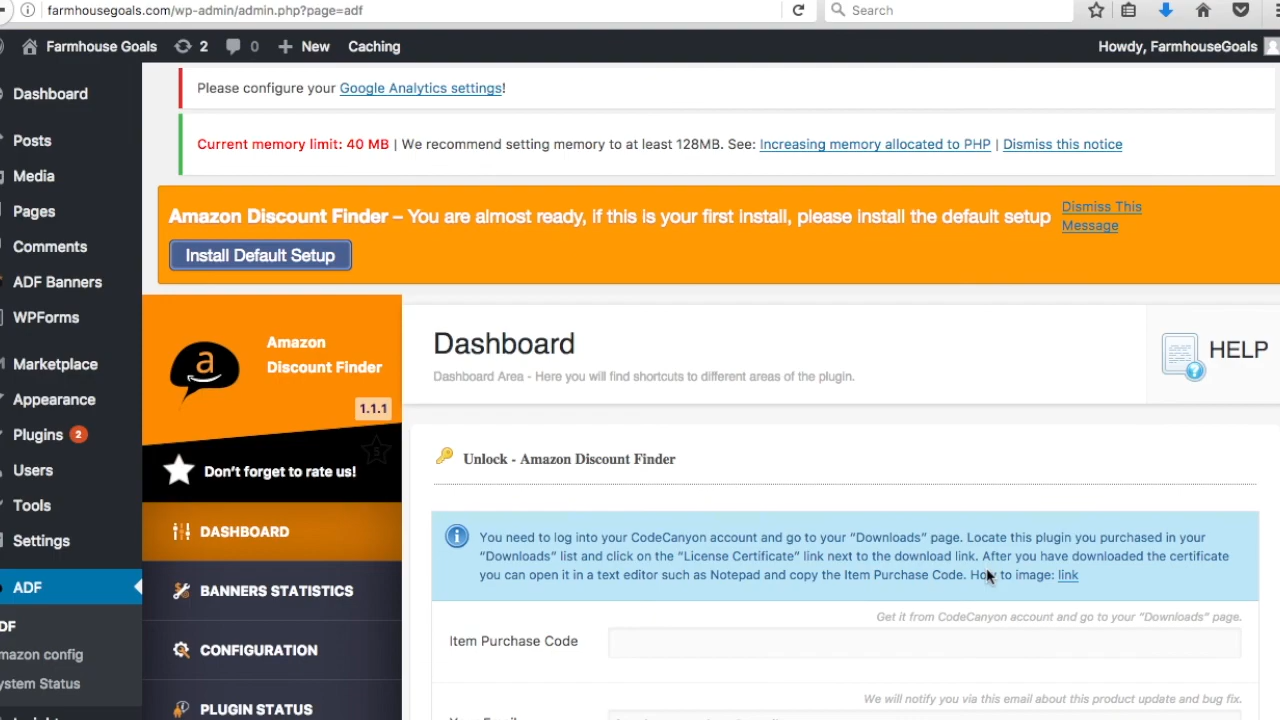 farmhousegoals.com/wp-admin/admin.php?page=adf
Search
Farmhouse Goals 2 0 New Caching
Howdy, FarmhouseGoals
Dashboard
Posts
Media
Pages
Comments
ADF Banners
WPForms
Marketplace
Appearance
Plugins 2
Users
Tools
Settings
ADF
DF
mazon config
ystem Status
Please configure your Google Analytics settings!
Current memory limit: 40 MB | We recommend setting memory to at least 128MB. See: Increasing memory allocated to PHP | Dismiss this notice
Amazon Discount Finder – You are almost ready, if this is your first install, please install the default setup
Dismiss This
Message
Install Default Setup
a
Amazon
Discount Finder
1.1.1
5
Don't forget to rate us!
DASHBOARD
BANNERS STATISTICS
CONFIGURATION
PLUGIN STATUS
Dashboard
Dashboard Area - Here you will find shortcuts to different areas of the plugin.
HELP
Unlock - Amazon Discount Finder
You need to log into your CodeCanyon account and go to your “Downloads” page. Locate this plugin you purchased in your
“Downloads” list and click on the “License Certificate” link next to the download link. After you have downloaded the certificate
you can open it in a text editor such as Notepad and copy the Item Purchase Code. How to image: link
Get it from CodeCanyon account and go to your “Downloads” page.
Item Purchase Code
We will notify you via this email about this product update and bug fix.